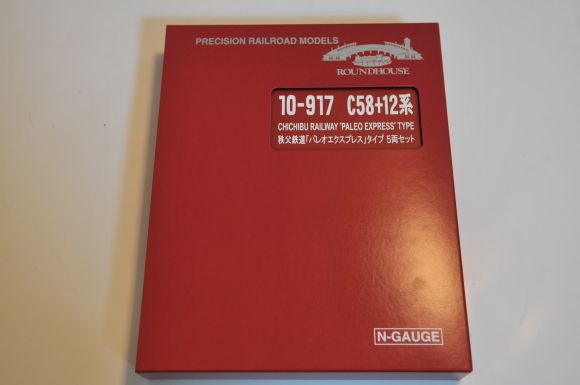 PRECISION RAILROAD MODELS
ROUNDHOUSE
10-917 C58+12系
CHICHIBU RAILWAY "PALEO EXPRESS" TYPE
秩父鉄道「パレオエクスプレス」タイプ 5両セット
N-GAUGE